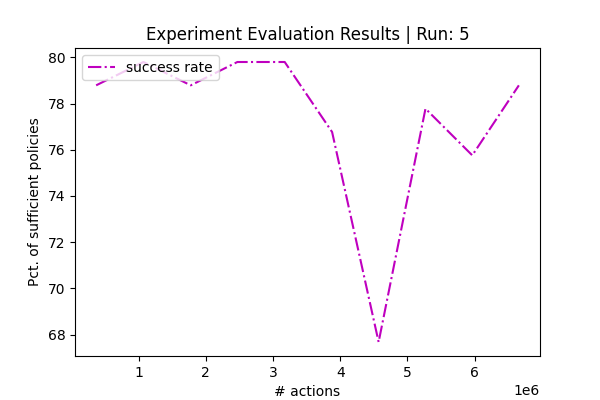 Experiment Evaluation Results | Run: 5
success rate
Pct. of sufficient policies
80
78
76
74
72
70
68
1 2 3 4 5 6
1e6
# actions